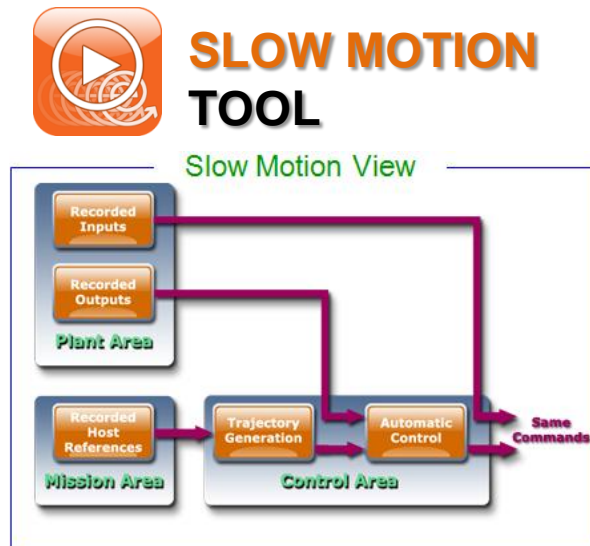 SLOW MOTION
TOOL
Slow Motion View
Recorded
Inputs
Recorded
Outputs
Plant Area
Recorded
Host
References
Mission Area
Trajectory
Generation
Automatic
Control
Control Area
Same
Commands